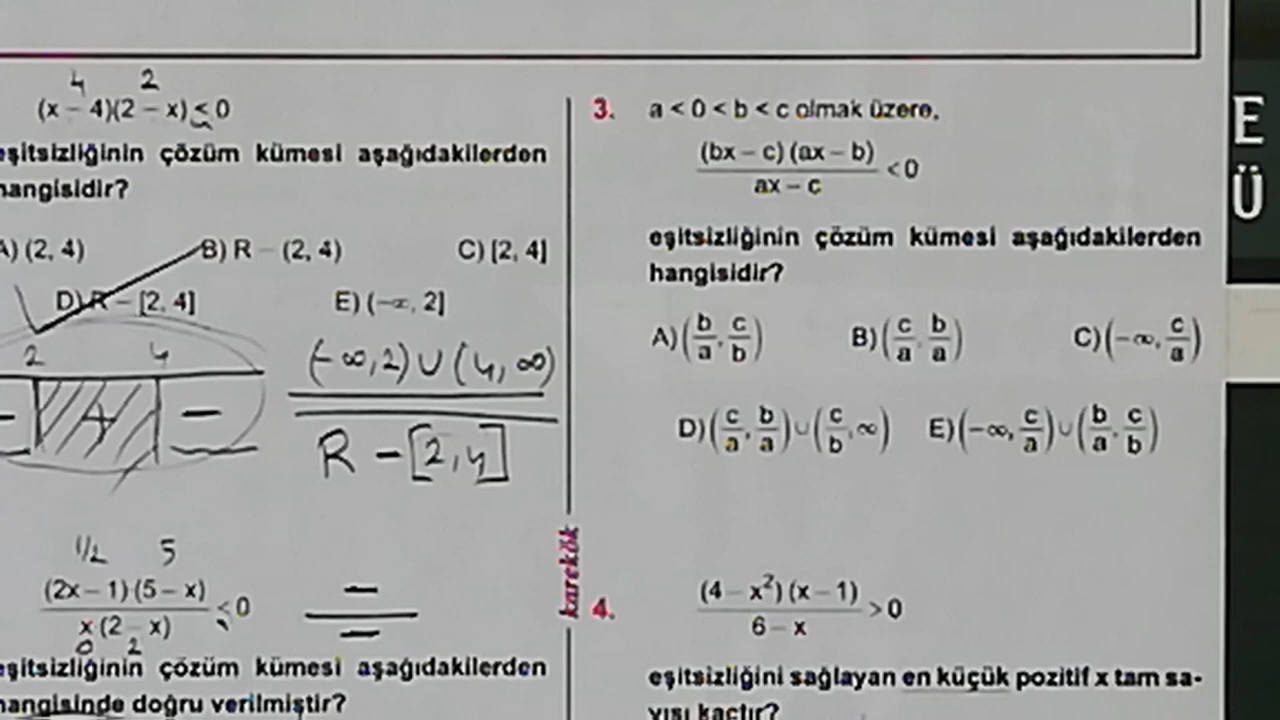 4 2
(x - 4)(2 - x) ≤ 0
eşitsizliğinin çözüm kümesi aşağıdakilerden
hangisidir?
A) (2, 4) B) R - (2, 4) C) [2, 4]
D) R - [2, 4] E) (-∞, 2]
2 4
- + -
(-∞,2) ∪ (4, ∞)
R - [2,4]
1/2 5
(2x - 1) (5 - x)
x (2 - x)
< 0
0 2
-
-
eşitsizliğinin çözüm kümesi aşağıdakilerden
hangisinde doğru verilmiştir?
karekök
3. a < 0 < b < c olmak üzere,
(bx - c) (ax - b)
ax - c
< 0
eşitsizliğinin çözüm kümesi aşağıdakilerden
hangisidir?
A) (b/a, c/b) B) (c/a, b/a) C) (-∞, c/a)
D) (c/a, b/a) ∪ (c/b, ∞) E) (-∞, c/a) ∪ (b/a, c/b)
4. (4 - x²) (x - 1)
6 - x
> 0
eşitsizliğini sağlayan en küçük pozitif x tam sa-
yısı kaçtır?
E
Ü